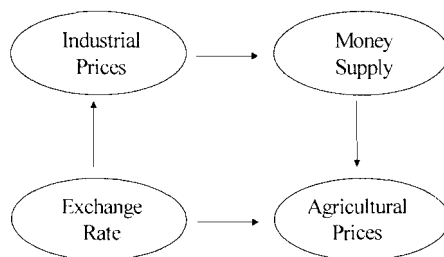 Industrial
Prices
Money
Supply
Exchange
Rate
Agricultural
Prices